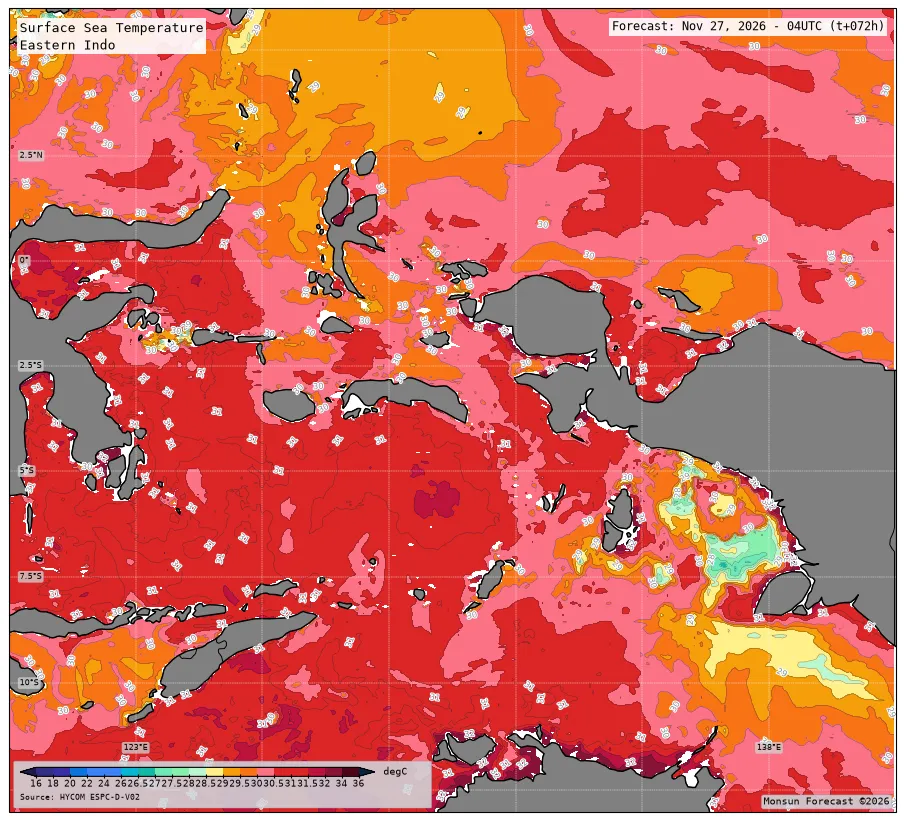 Surface Sea Temperature
Eastern Indo
Forecast: Nov 27, 2026 - 04UTC (t+072h)
2.5°N
0°
2.5°S
5°S
7.5°S
10°S
123°E
138°E
degC
16 18 20 22 24 26 26.5 27 27.5 28 28.5 29 29.5 30 30.5 31 31.5 32 34 36
Source: HYCOM ESPC-D-V02
Monsun Forecast ©2026